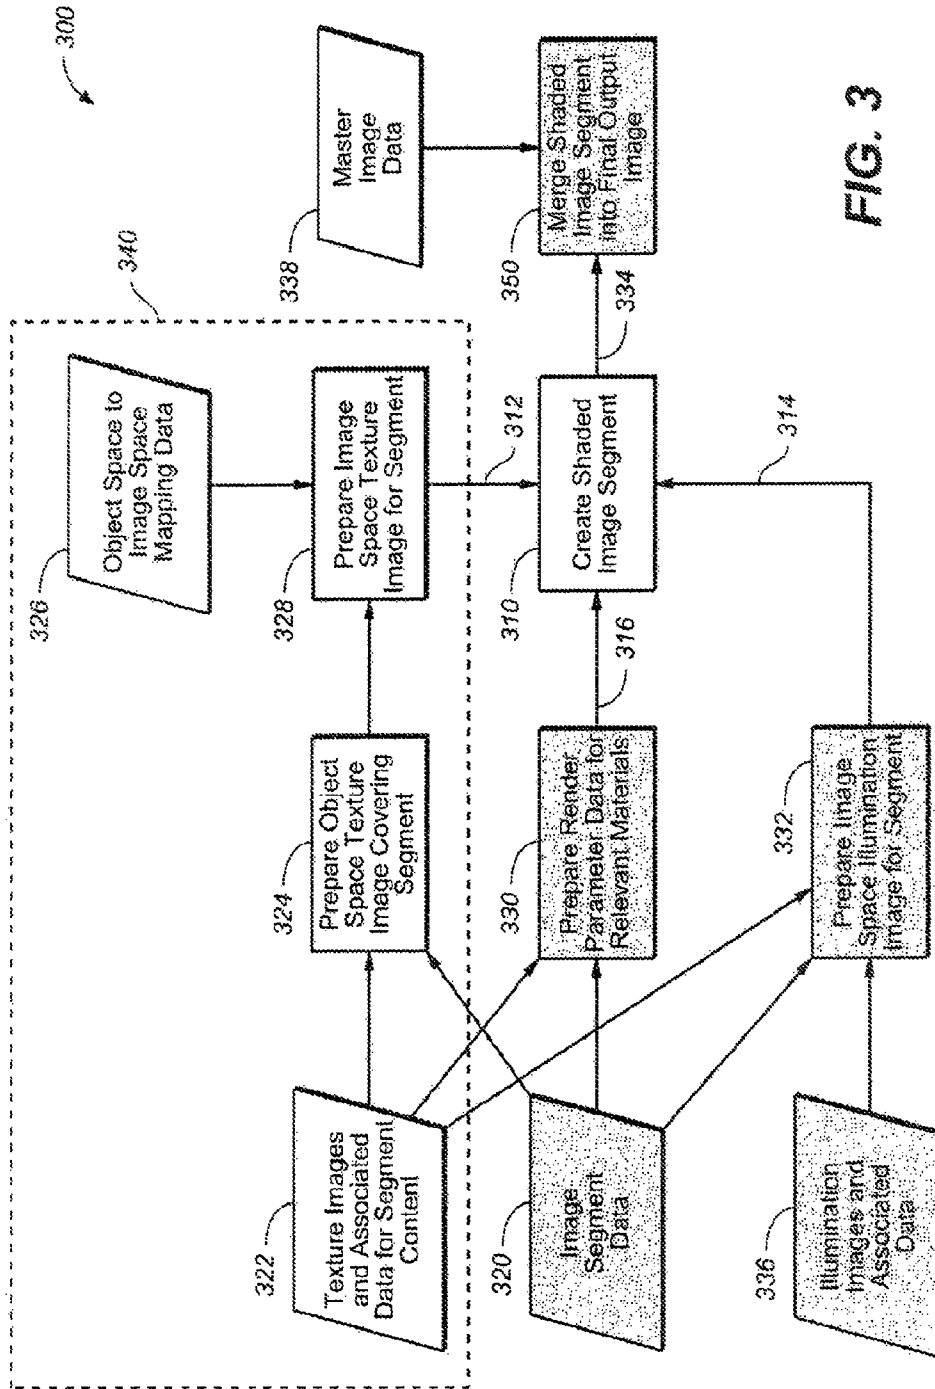 300
340
326
Object Space to
Image Space
Mapping Data
338
Master
Image
Data
322
Texture Images
and Associated
Data for Segment
Content
324
Prepare Object
Space Texture
Image Covering
Segment
328
Prepare Image
Space Texture
Image for Segment
312
320
Image
Segment
Data
330
Prepare Render
Parameter Data for
Relevant Materials
316
310
Create Shaded
Image Segment
334
350
Merge Shaded
Image Segment
into Final Output
Image
336
Illumination
Images and
Associated
Data
332
Prepare Image
Space Illumination
Image for Segment
314
FIG. 3